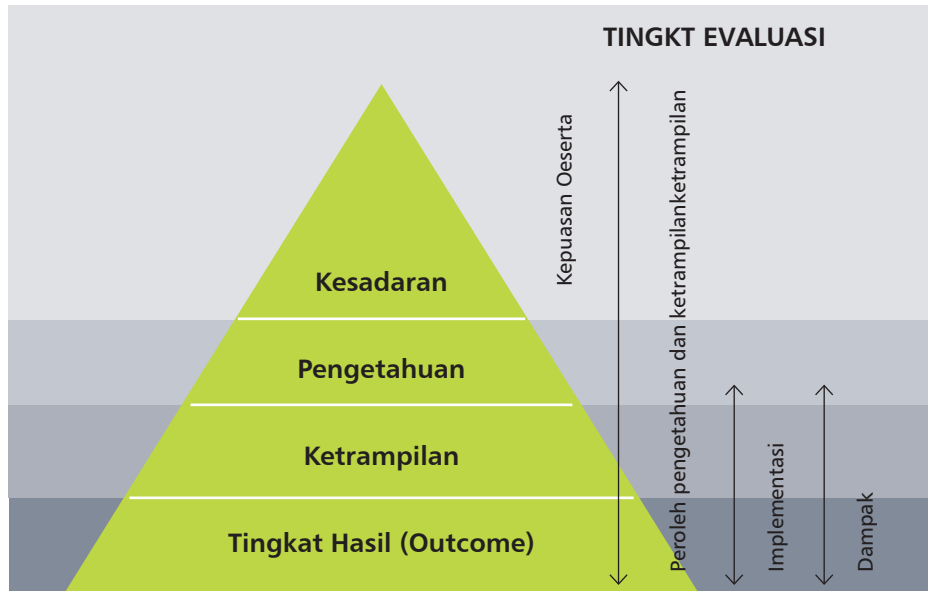 TINGKT EVALUASI
Kesadaran
Pengetahuan
Ketrampilan
Tingkat Hasil (Outcome)
Kepuasan Oeserta
Peroleh pengetahuan dan ketrampilanketrampilan
Implementasi
Dampak